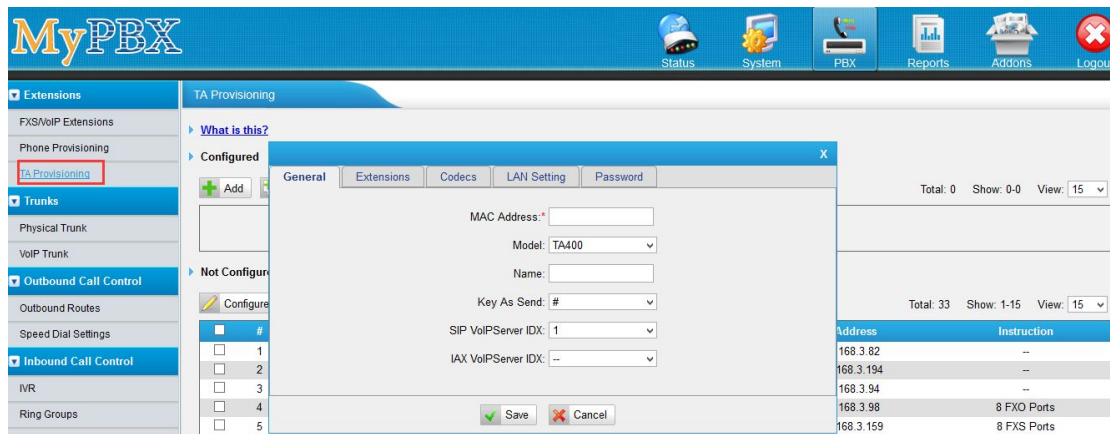 MyPBX
Status System PBX Reports Addons Logou
Extensions
FXS/VoIP Extensions
Phone Provisioning
TA Provisioning
Trunks
Physical Trunk
VoIP Trunk
Outbound Call Control
Outbound Routes
Speed Dial Settings
Inbound Call Control
IVR
Ring Groups
TA Provisioning
What is this?
Configured
Add
Total: 0 Show: 0-0 View: 15
X
General Extensions Codecs LAN Setting Password
MAC Address:*
Model: TA400
Name:
Key As Send: #
SIP VoIPServer IDX: 1
IAX VoIPServer IDX: --
Save Cancel
Not Configure
Configure
Total: 33 Show: 1-15 View: 15
# Address Instruction
1 168.3.82 --
2 168.3.194 --
3 168.3.94 --
4 168.3.98 8 FXO Ports
5 168.3.159 8 FXS Ports